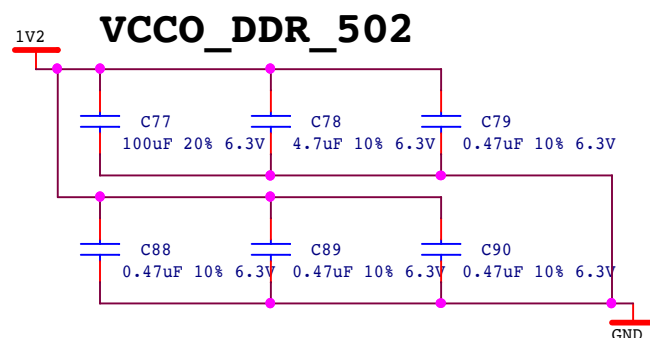 VCCO_DDR_502
1V2
C77 C78 C79
100uF 20% 6.3V 4.7uF 10% 6.3V 0.47uF 10% 6.3V
C88 C89 C90
0.47uF 10% 6.3V 0.47uF 10% 6.3V 0.47uF 10% 6.3V
GND